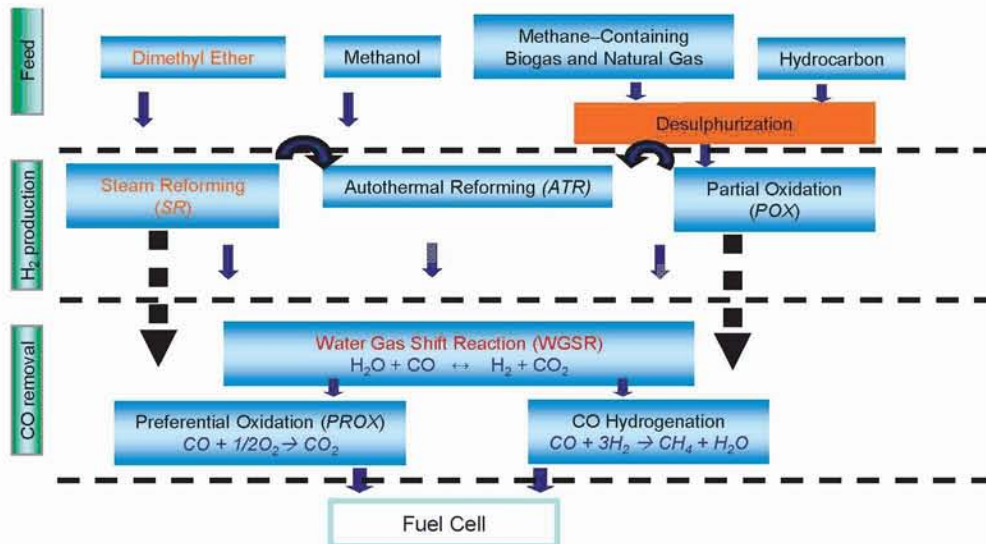 Feed
Dimethyl Ether
Methanol
Methane–Containing
Biogas and Natural Gas
Hydrocarbon
Desulphurization
H₂ production
Steam Reforming
(SR)
Autothermal Reforming (ATR)
Partial Oxidation
(POX)
CO removal
Water Gas Shift Reaction (WGSR)
H₂O + CO ↔ H₂ + CO₂
Preferential Oxidation (PROX)
CO + 1/2O₂→ CO₂
CO Hydrogenation
CO + 3H₂ → CH₄ + H₂O
Fuel Cell